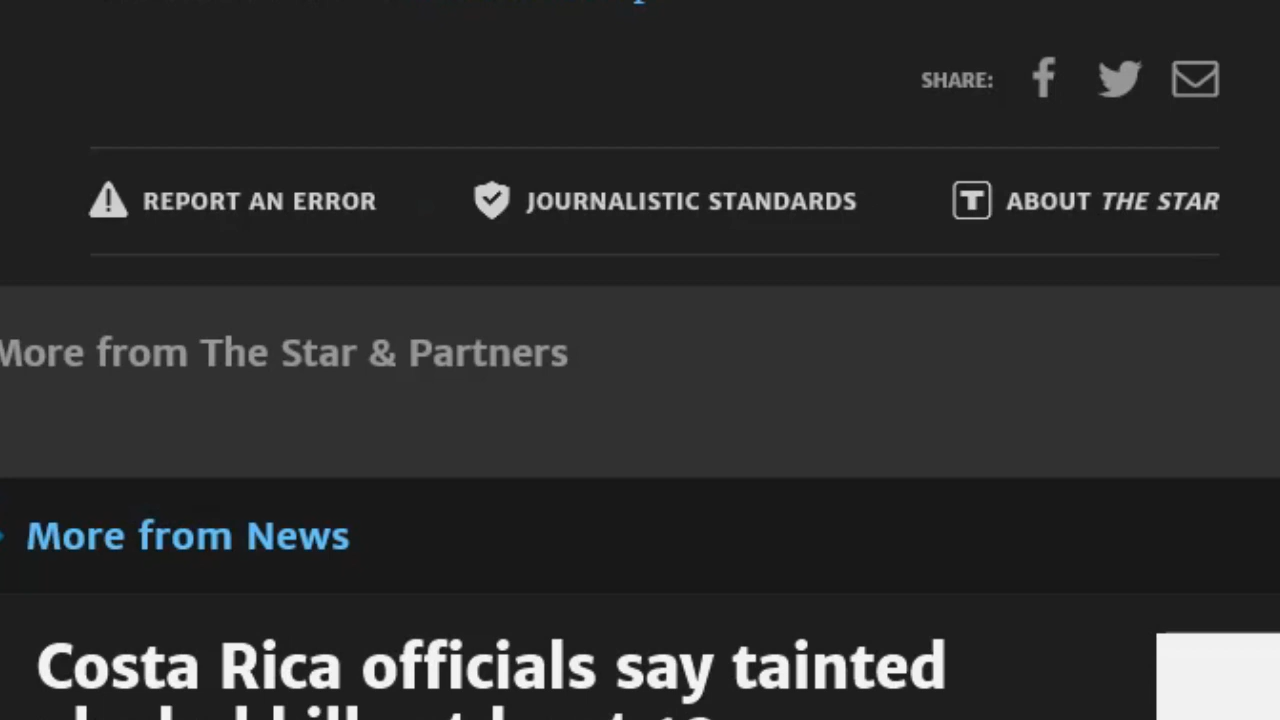 SHARE:
REPORT AN ERROR
JOURNALISTIC STANDARDS
T ABOUT THE STAR
More from The Star & Partners
More from News
Costa Rica officials say tainted